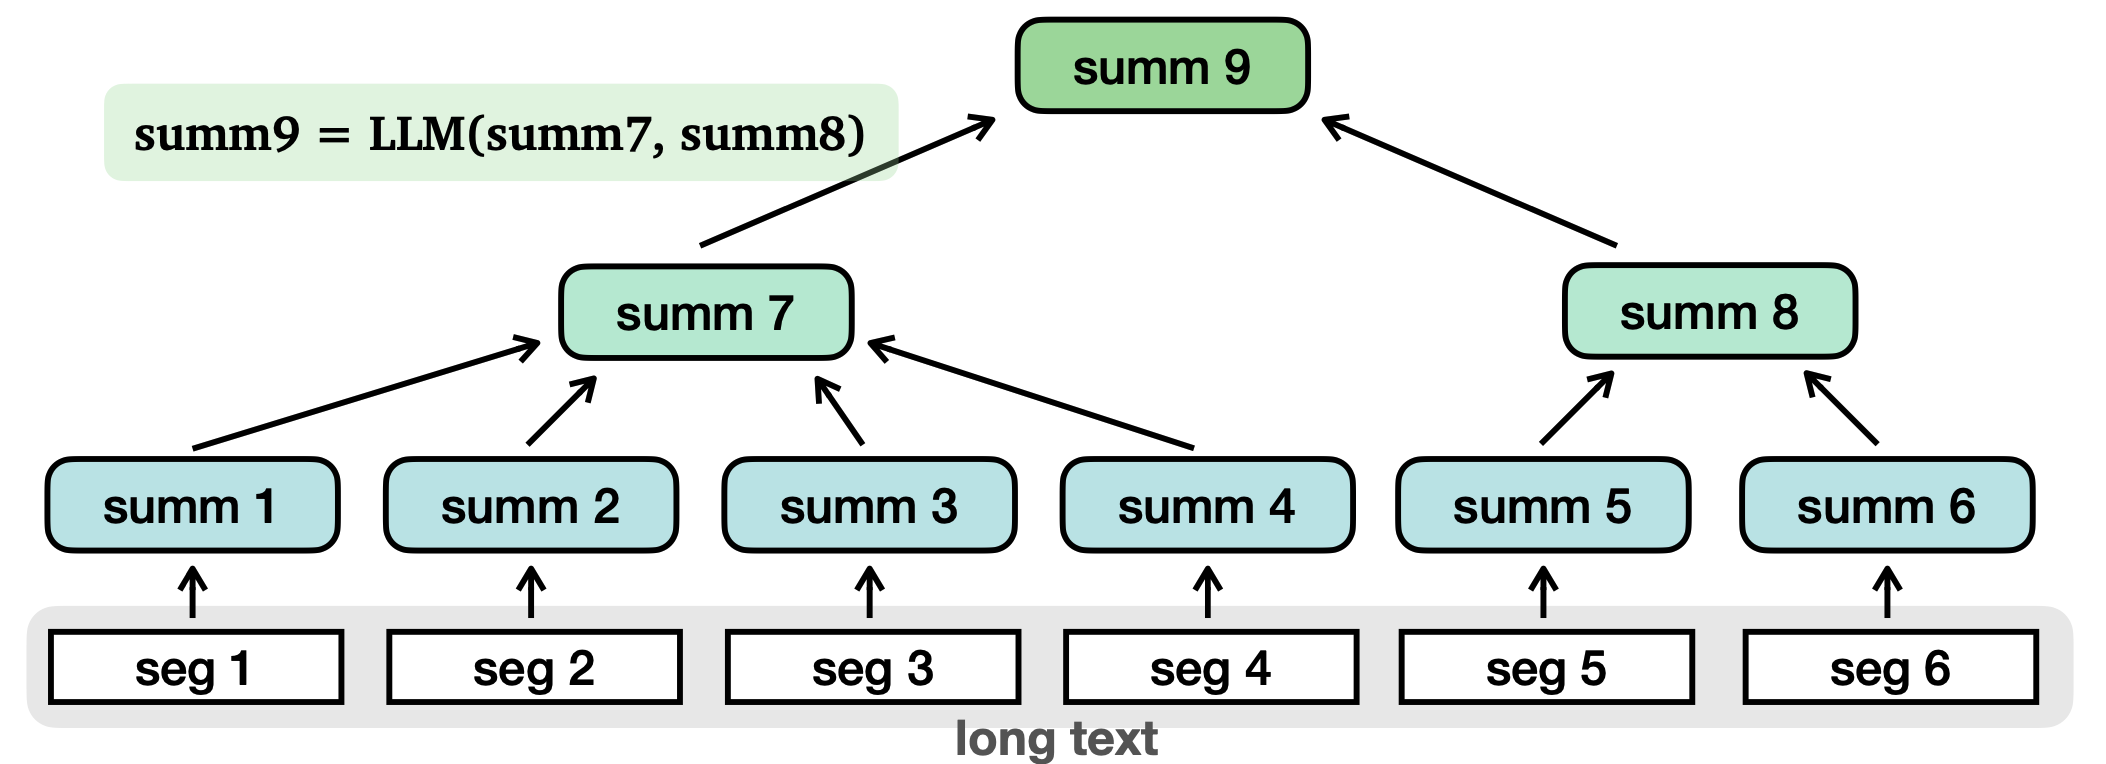 summ 9
summ9 = LLM(summ7, summ8)
summ 7
summ 8
summ 1
summ 2
summ 3
summ 4
summ 5
summ 6
seg 1
seg 2
seg 3
seg 4
seg 5
seg 6
long text